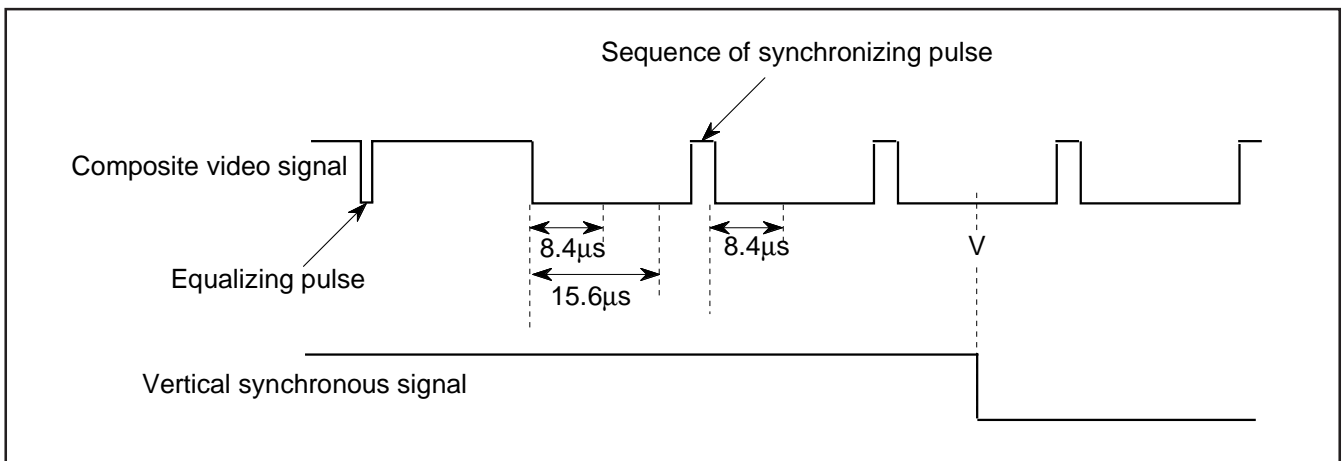 Sequence of synchronizing pulse
Composite video signal
8.4μs
8.4μs
V
Equalizing pulse
15.6μs
Vertical synchronous signal